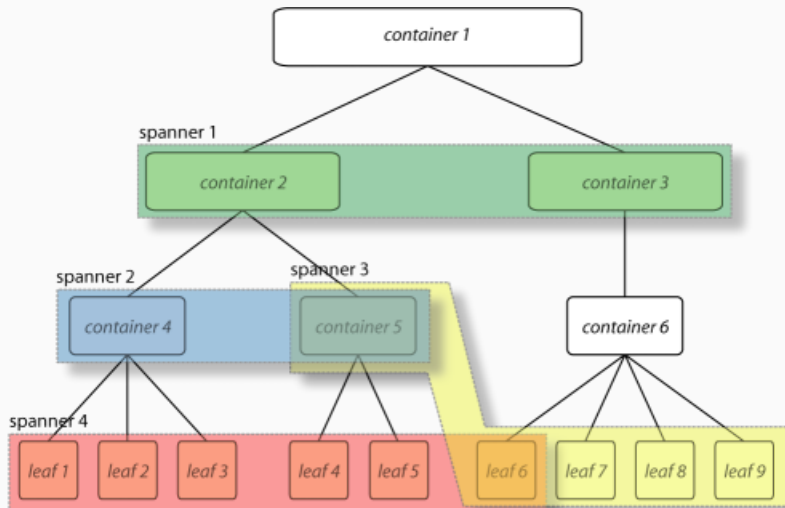 container 1
spanner 1
container 2
container 3
spanner 2
spanner 3
container 4
container 5
container 6
spanner 4
leaf 1
leaf 2
leaf 3
leaf 4
leaf 5
leaf 6
leaf 7
leaf 8
leaf 9